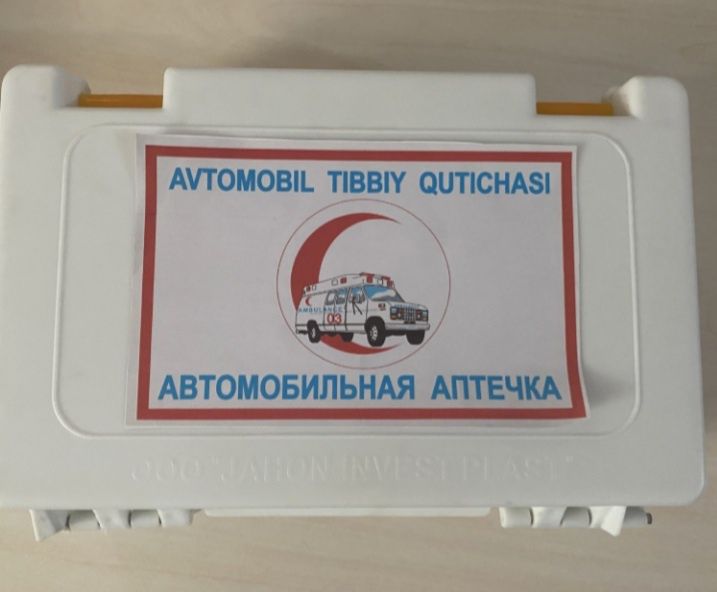 AVTOMOBIL TIBBIY QUTICHASI
AMBULANCE
03
АВТОМОБИЛЬНАЯ АПТЕЧКА
ООО "JAHON INVEST PLAST"